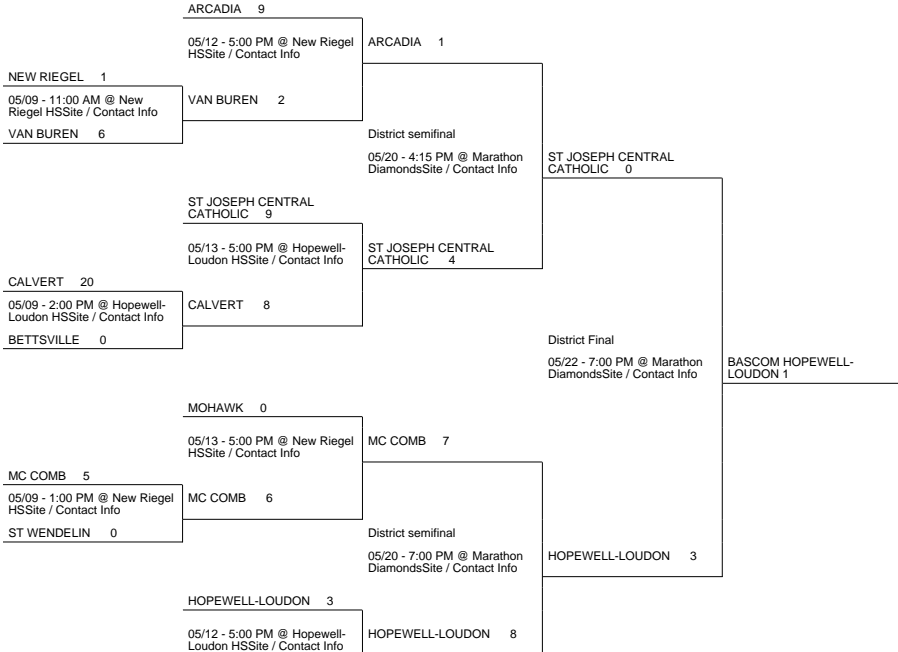 ARCADIA 9
05/12 - 5:00 PM @ New Riegel
HSSite / Contact Info
ARCADIA 1
NEW RIEGEL 1
05/09 - 11:00 AM @ New
Riegel HSSite / Contact Info
VAN BUREN 2
VAN BUREN 6
District semifinal
05/20 - 4:15 PM @ Marathon
DiamondsSite / Contact Info
ST JOSEPH CENTRAL
CATHOLIC 0
ST JOSEPH CENTRAL
CATHOLIC 9
05/13 - 5:00 PM @ Hopewell-
Loudon HSSite / Contact Info
ST JOSEPH CENTRAL
CATHOLIC 4
CALVERT 20
05/09 - 2:00 PM @ Hopewell-
Loudon HSSite / Contact Info
CALVERT 8
BETTSVILLE 0
District Final
05/22 - 7:00 PM @ Marathon
DiamondsSite / Contact Info
BASCOM HOPEWELL-
LOUDON 1
MOHAWK 0
05/13 - 5:00 PM @ New Riegel
HSSite / Contact Info
MC COMB 7
MC COMB 5
05/09 - 1:00 PM @ New Riegel
HSSite / Contact Info
MC COMB 6
ST WENDELIN 0
District semifinal
05/20 - 7:00 PM @ Marathon
DiamondsSite / Contact Info
HOPEWELL-LOUDON 3
HOPEWELL-LOUDON 3
05/12 - 5:00 PM @ Hopewell-
Loudon HSSite / Contact Info
HOPEWELL-LOUDON 8